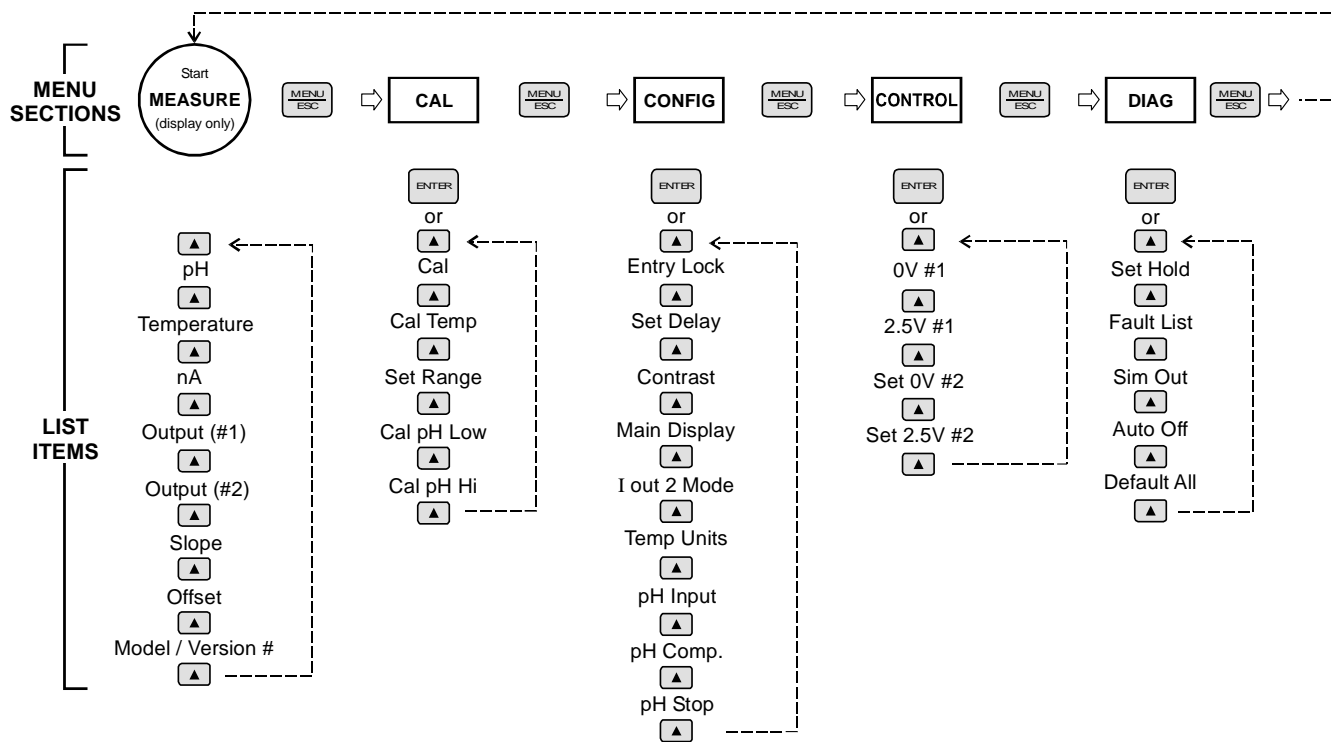 MENU
SECTIONS
Start
MEASURE
(display only)
MENU
ESC
CAL
MENU
ESC
CONFIG
MENU
ESC
CONTROL
MENU
ESC
DIAG
MENU
ESC
LIST
ITEMS
pH
Temperature
nA
Output (#1)
Output (#2)
Slope
Offset
Model / Version #
ENTER
or
Cal
Cal Temp
Set Range
Cal pH Low
Cal pH Hi
ENTER
or
Entry Lock
Set Delay
Contrast
Main Display
I out 2 Mode
Temp Units
pH Input
pH Comp.
pH Stop
ENTER
or
0V #1
2.5V #1
Set 0V #2
Set 2.5V #2
ENTER
or
Set Hold
Fault List
Sim Out
Auto Off
Default All